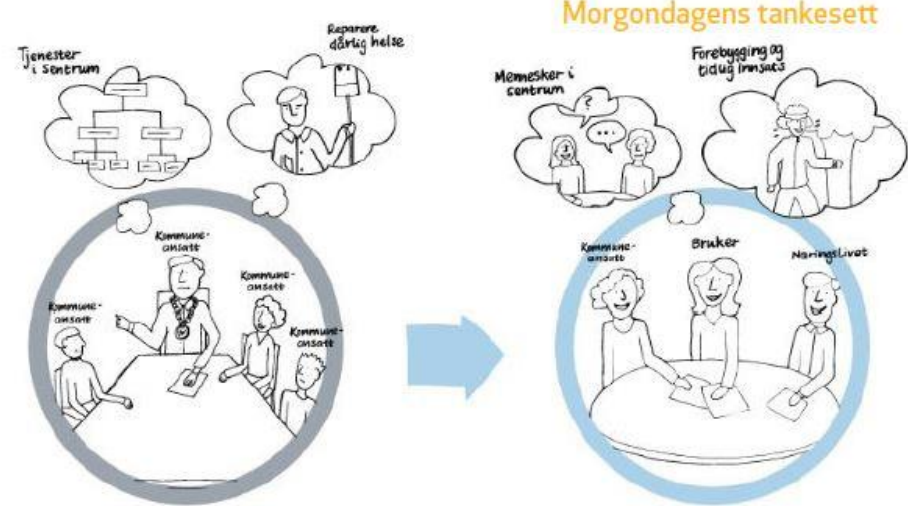 Morgondagens tankesett
Tjenester
i sentrum
Reparere
dårlig helse
Kommune-
ansatt
Kommune-
ansatt
Kommune-
ansatt
Kommune-
ansatt
Mennesker i
sentrum
?
...
Forebygging og
tidlig innsats
Kommune-
ansatt
Bruker
Næringslivet